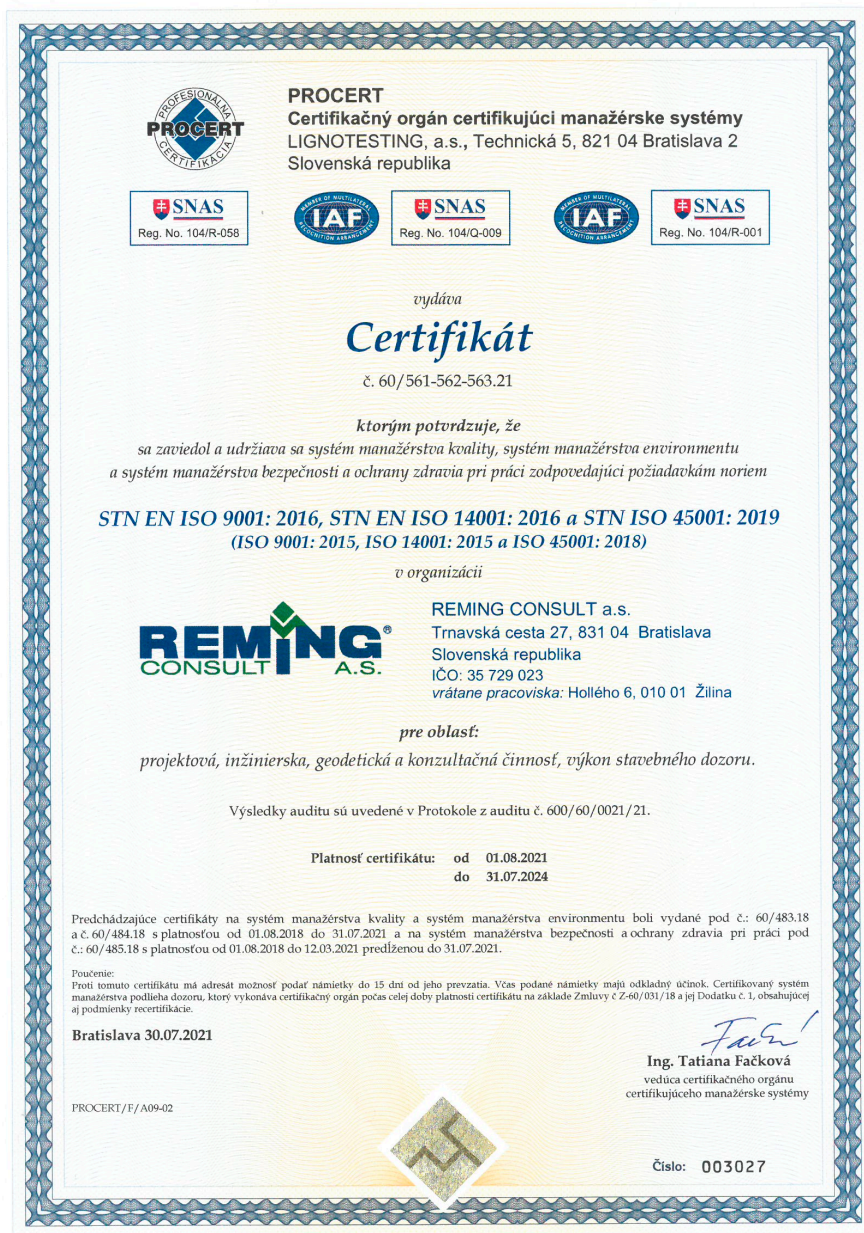 PROFESIONÁLNA
PROCERT
CERTIFIKÁCIA
PROCERT
Certifikačný orgán certifikujúci manažérske systémy
LIGNOTESTING, a.s., Technická 5, 821 04 Bratislava 2
Slovenská republika
SNAS
Reg. No. 104/R-058
MEMBER OF MULTILATERAL
IAF
RECOGNITION ARRANGEMENT
SNAS
Reg. No. 104/Q-009
MEMBER OF MULTILATERAL
IAF
RECOGNITION ARRANGEMENT
SNAS
Reg. No. 104/R-001
vydáva
Certifikát
č. 60/561-562-563.21
ktorým potvrdzuje, že
sa zaviedol a udržiava sa systém manažérstva kvality, systém manažérstva environmentu
a systém manažérstva bezpečnosti a ochrany zdravia pri práci zodpovedajúci požiadavkám noriem
STN EN ISO 9001: 2016, STN EN ISO 14001: 2016 a STN ISO 45001: 2019
(ISO 9001: 2015, ISO 14001: 2015 a ISO 45001: 2018)
v organizácii
REMING®
CONSULT A.S.
REMING CONSULT a.s.
Trnavská cesta 27, 831 04 Bratislava
Slovenská republika
IČO: 35 729 023
vrátane pracoviska: Hollého 6, 010 01 Žilina
pre oblasť:
projektová, inžinierska, geodetická a konzultačná činnosť, výkon stavebného dozoru.
Výsledky auditu sú uvedené v Protokole z auditu č. 600/60/0021/21.
Platnosť certifikátu: od 01.08.2021
do 31.07.2024
Predchádzajúce certifikáty na systém manažérstva kvality a systém manažérstva environmentu boli vydané pod č.: 60/483.18
a č. 60/484.18 s platnosťou od 01.08.2018 do 31.07.2021 a na systém manažérstva bezpečnosti a ochrany zdravia pri práci pod
č.: 60/485.18 s platnosťou od 01.08.2018 do 12.03.2021 predĺženou do 31.07.2021.
Poučenie:
Proti tomuto certifikátu má adresát možnosť podať námietky do 15 dní od jeho prevzatia. Včas podané námietky majú odkladný účinok. Certifikovaný systém
manažérstva podlieha dozoru, ktorý vykonáva certifikačný orgán počas celej doby platnosti certifikátu na základe Zmluvy č Z-60/031/18 a jej Dodatku č. 1, obsahujúcej
aj podmienky recertifikácie.
Bratislava 30.07.2021
Ing. Tatiana Fačková
vedúca certifikačného orgánu
certifikujúceho manažérske systémy
PROCERT/F/A09-02
Číslo: 003027